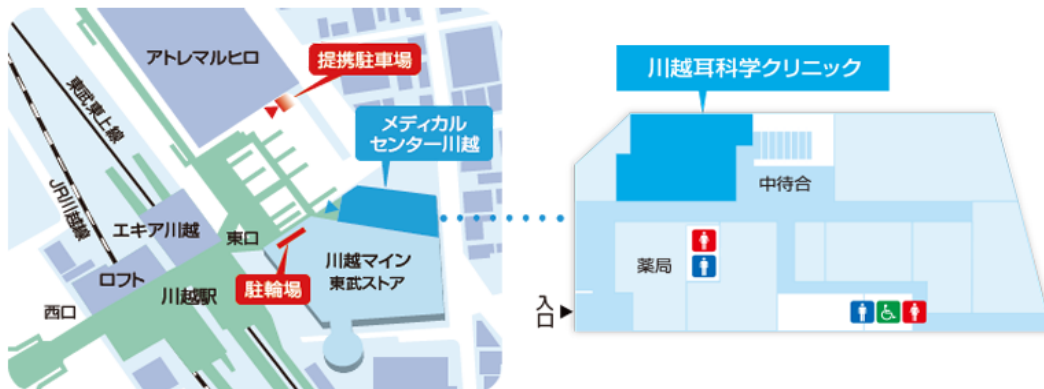 アトレマルヒロ
提携駐車場
東武東上線
メディカル
センター川越
JR川越線
エキア川越
東口
ロフト
川越駅
駐輪場
川越マイン
東武ストア
西口
川越耳科学クリニック
中待合
薬局
入口